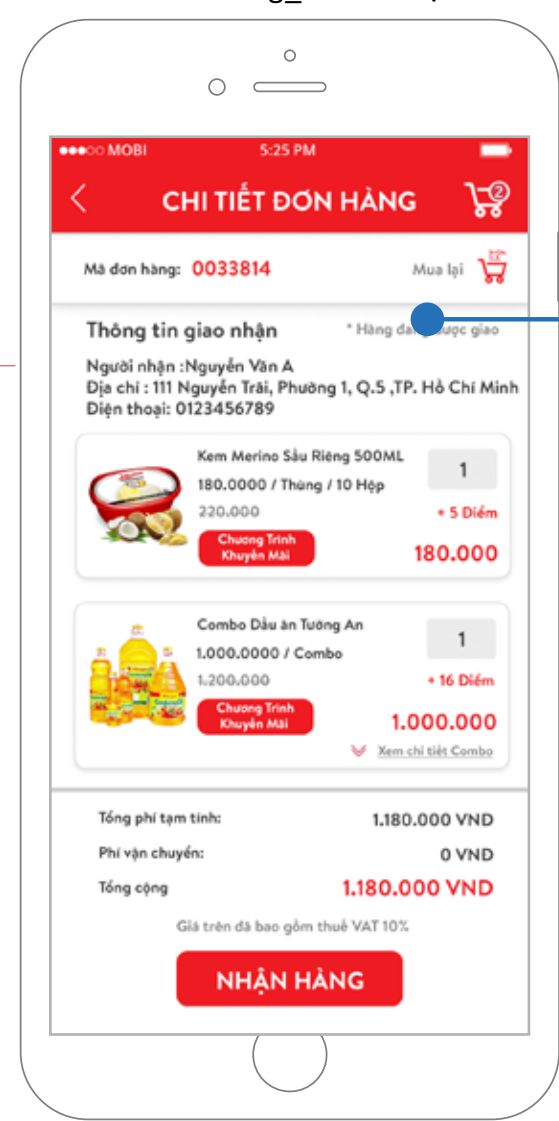 MOBI 5:25 PM
CHI TIẾT ĐƠN HÀNG 2
Mã đơn hàng: 0033814 Mua lại
Thông tin giao nhận * Hàng được giao
Người nhận :Nguyễn Văn A
Địa chỉ : 111 Nguyễn Trãi, Phường 1, Q.5 ,TP. Hồ Chí Minh
Điện thoại: 0123456789
Kem Merino Sầu Riêng 500ML
1
180.0000 / Thùng / 10 Hộp
220.000 + 5 Điểm
Chương Trình
Khuyến Mãi
180.000
Combo Dầu ăn Tường An
1
1.000.0000 / Combo
1.200.000 + 16 Điểm
Chương Trình
Khuyến Mãi
1.000.000
Xem chi tiết Combo
Tổng phí tạm tính: 1.180.000 VND
Phí vận chuyển: 0 VND
Tổng cộng 1.180.000 VND
Giá trên đã bao gồm thuế VAT 10%
NHẬN HÀNG